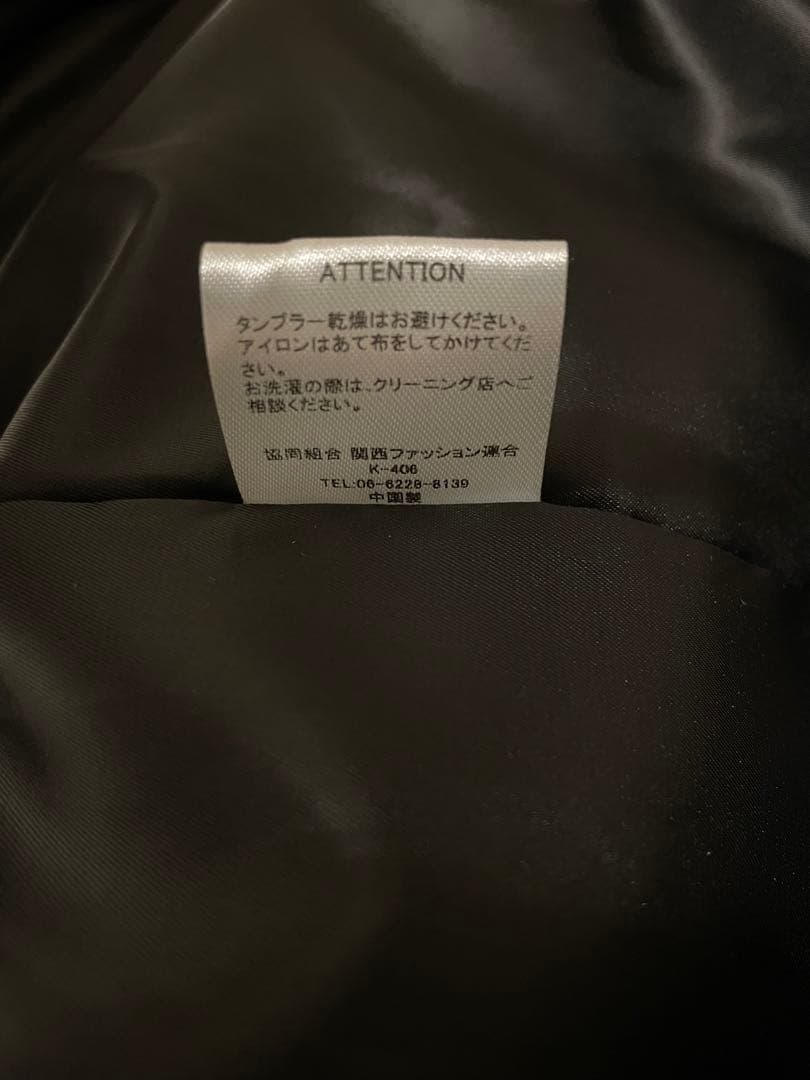 ATTENTION
タンブラー乾燥はお避けください。
アイロンはあて布をしてかけてくだ
さい。
お洗濯の際は、クリーニング店へご
相談ください。
協同組合 関西ファッション連合
K-406
TEL:06-6228-8139
中国製